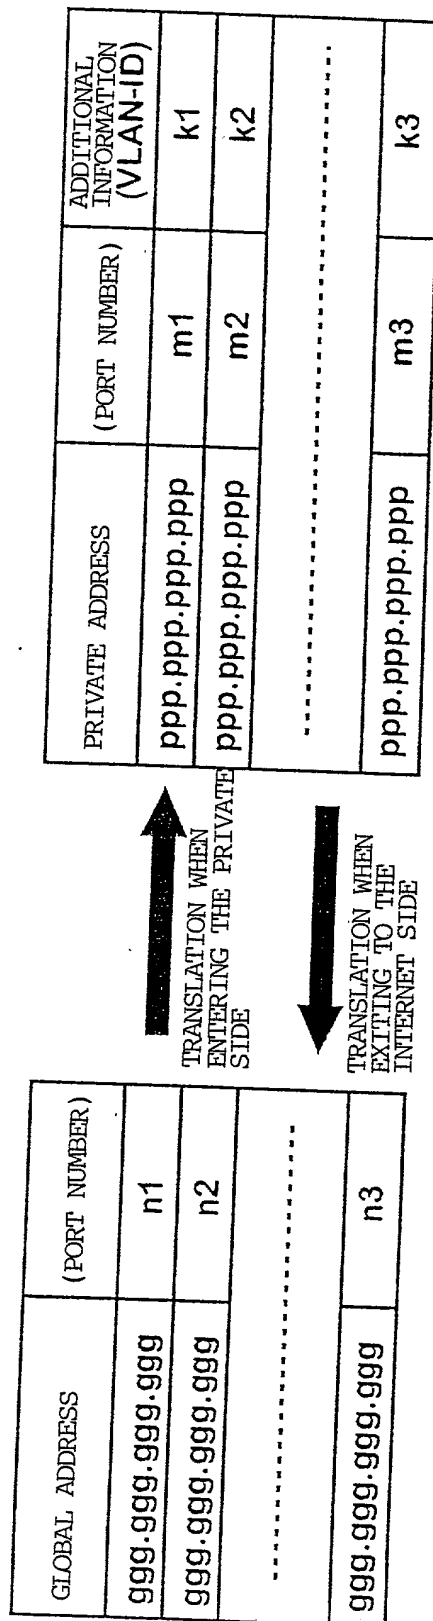 GLOBAL ADDRESS
(PORT NUMBER)
ggg.ggg.ggg.ggg
n1
ggg.ggg.ggg.ggg
n2
ggg.ggg.ggg.ggg
n3
TRANSLATION WHEN
ENTERING THE PRIVATE
SIDE
TRANSLATION WHEN
EXITING TO THE
INTERNET SIDE
PRIVATE ADDRESS
(PORT NUMBER)
ADDITIONAL
INFORMATION
(VLAN-ID)
ppp.ppp.ppp.ppp
m1
k1
ppp.ppp.ppp.ppp
m2
k2
ppp.ppp.ppp.ppp
m3
k3